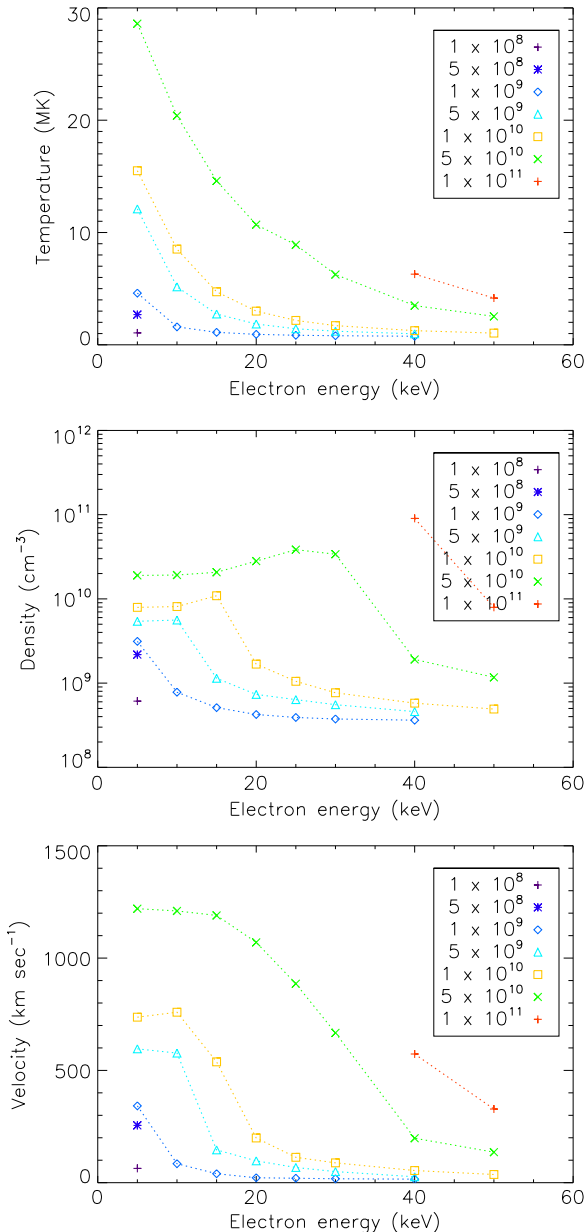 30
20
10
0
Temperature (MK)
1 x 10^8
5 x 10^8
1 x 10^9
5 x 10^9
1 x 10^10
5 x 10^10
1 x 10^11
0 20 40 60
Electron energy (keV)
10^12
10^11
10^10
10^9
10^8
Density (cm^-3)
1 x 10^8
5 x 10^8
1 x 10^9
5 x 10^9
1 x 10^10
5 x 10^10
1 x 10^11
0 20 40 60
Electron energy (keV)
1500
1000
500
0
Velocity (km sec^-1)
1 x 10^8
5 x 10^8
1 x 10^9
5 x 10^9
1 x 10^10
5 x 10^10
1 x 10^11
0 20 40 60
Electron energy (keV)